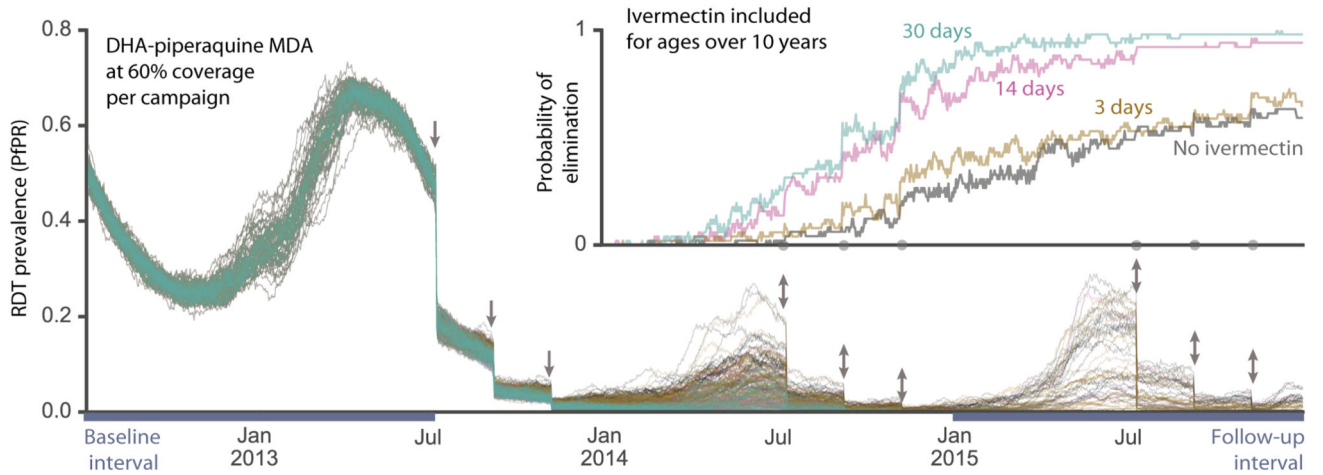 DHA-piperaquine MDA
at 60% coverage
per campaign
RDT prevalence (PfPR)
0.8
0.6
0.4
0.2
0.0
Ivermectin included
for ages over 10 years
Probability of
elimination
1
0
30 days
14 days
3 days
No ivermectin
Baseline
interval
Jan
2013
Jul
Jan
2014
Jul
Jan
2015
Jul
Follow-up
interval